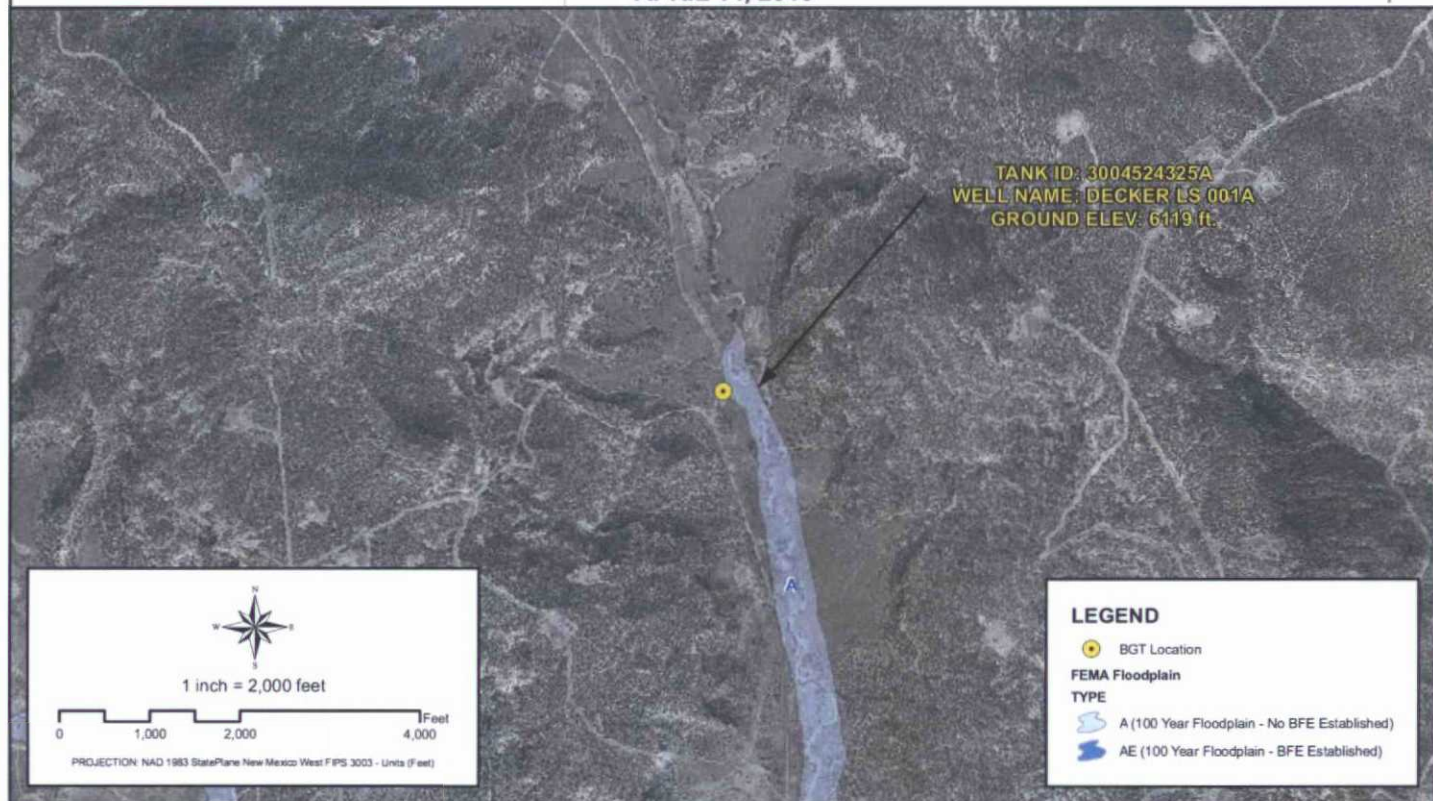 TANK ID: 3004524325A
WELL NAME: DECKER LS 001A
GROUND ELEV: 6119 ft.
A
N
W E
S
1 inch = 2,000 feet
Feet
0 1,000 2,000 4,000
PROJECTION: NAD 1983 StatePlane New Mexico West FIPS 3003 - Units (Feet)
LEGEND
BGT Location
FEMA Floodplain
TYPE
A (100 Year Floodplain - No BFE Established)
AE (100 Year Floodplain - BFE Established)